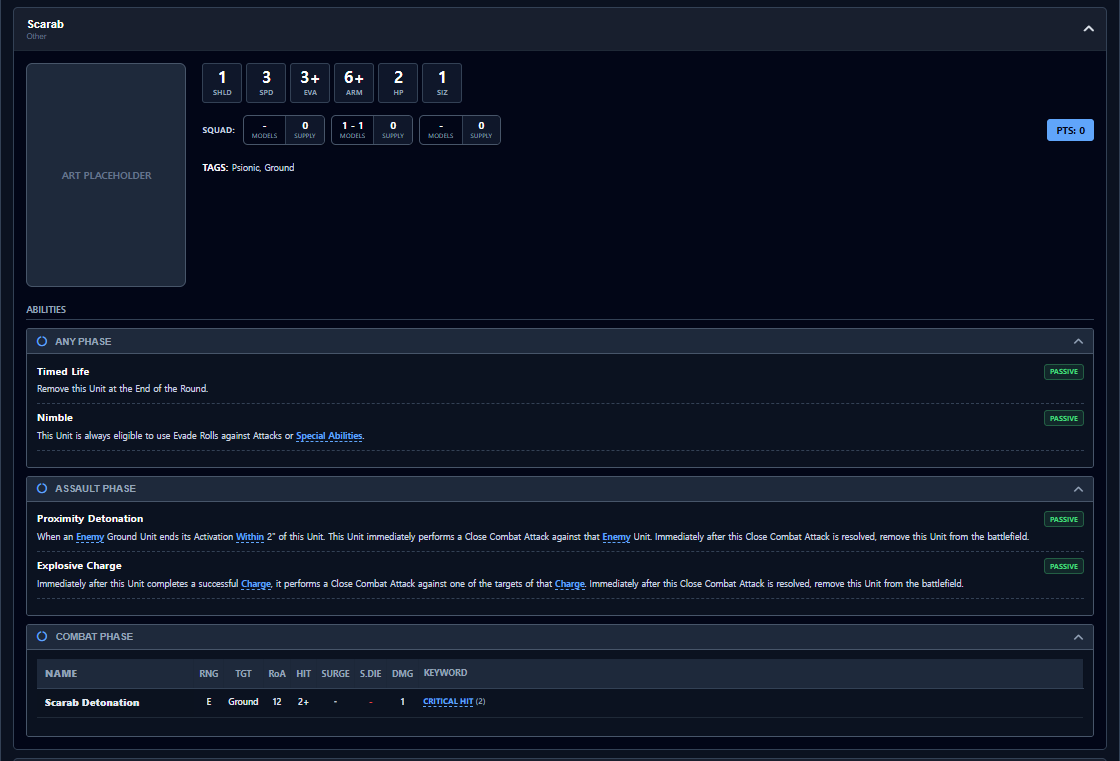 Scarab
Other
ART PLACEHOLDER
1 3 3+ 6+ 2 1
SHLD SPD EVA ARM HP SIZ
SQUAD: - MODELS 0 SUPPLY 1 - 1 MODELS 0 SUPPLY - MODELS 0 SUPPLY
PTS: 0
TAGS: Psionic, Ground
ABILITIES
ANY PHASE
Timed Life PASSIVE
Remove this Unit at the End of the Round.
Nimble PASSIVE
This Unit is always eligible to use Evade Rolls against Attacks or Special Abilities.
ASSAULT PHASE
Proximity Detonation PASSIVE
When an Enemy Ground Unit ends its Activation Within 2" of this Unit. This Unit immediately performs a Close Combat Attack against that Enemy Unit. Immediately after this Close Combat Attack is resolved, remove this Unit from the battlefield.
Explosive Charge PASSIVE
Immediately after this Unit completes a successful Charge, it performs a Close Combat Attack against one of the targets of that Charge. Immediately after this Close Combat Attack is resolved, remove this Unit from the battlefield.
COMBAT PHASE
NAME RNG TGT RoA HIT SURGE S.DIE DMG KEYWORD
Scarab Detonation E Ground 12 2+ - - 1 CRITICAL HIT (2)